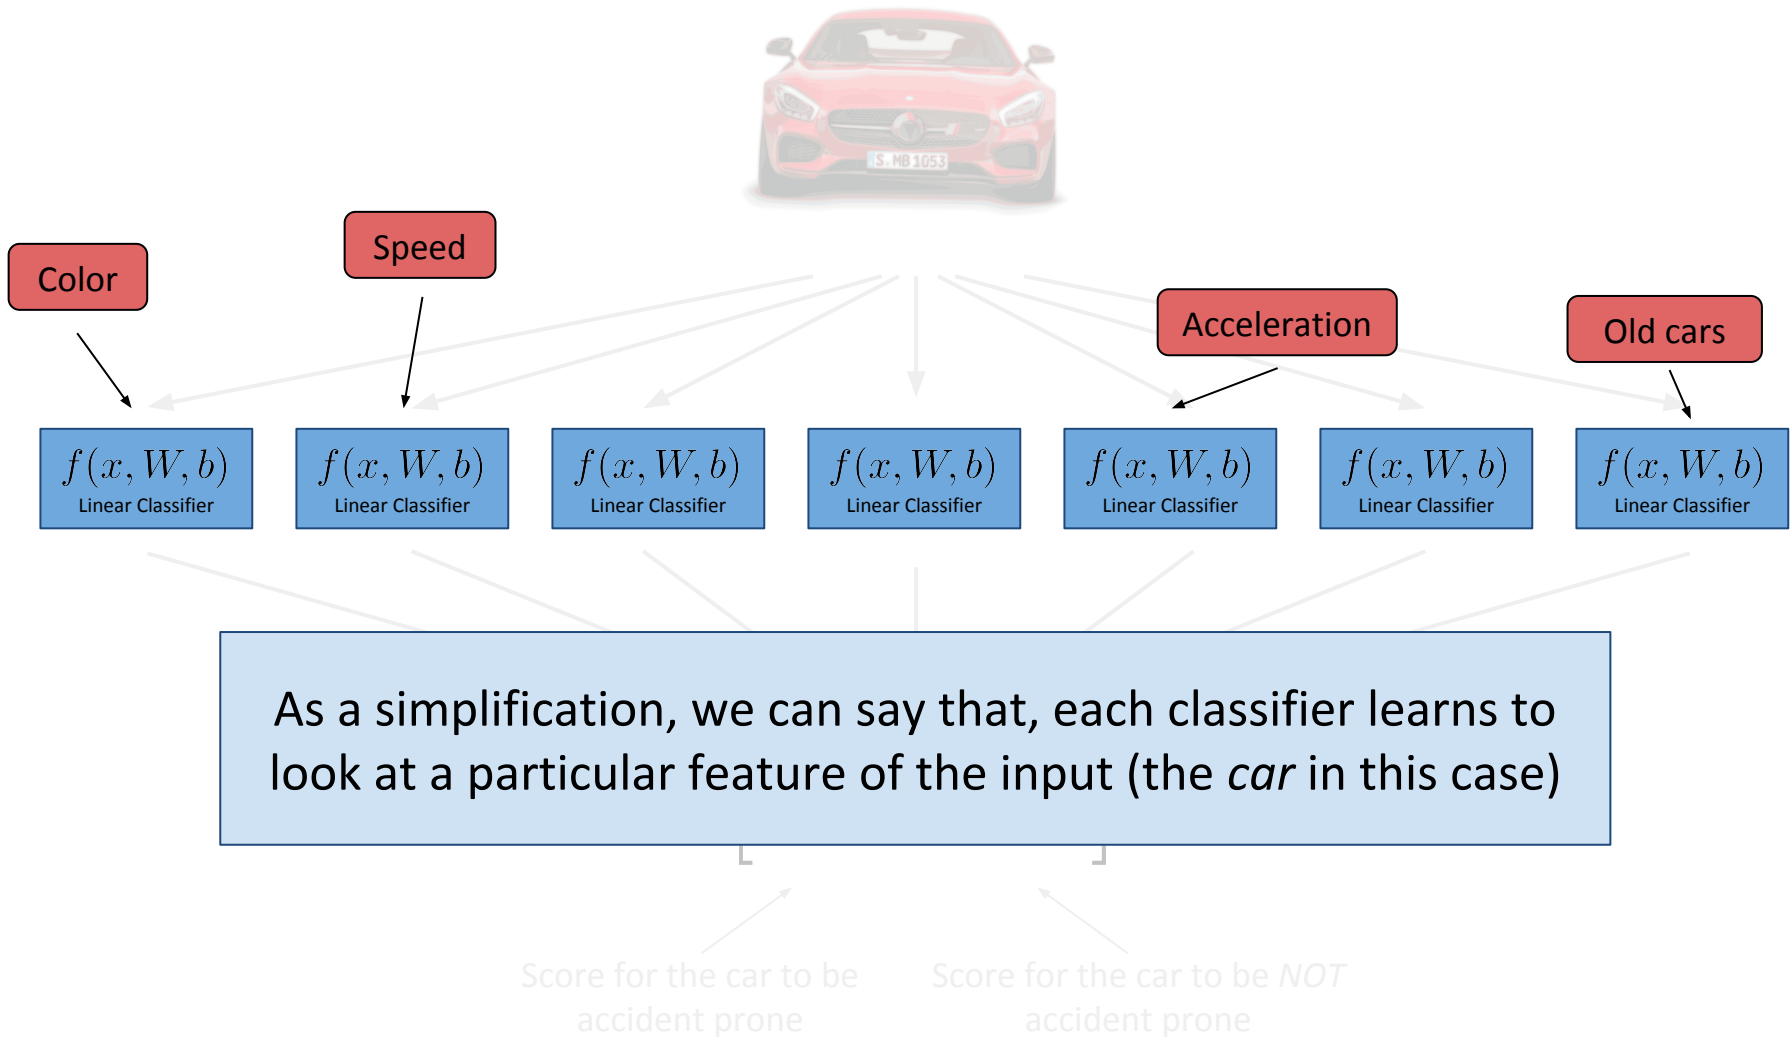 S. MB 1053
Speed
Color
Acceleration
Old cars
f(x, W, b) f(x, W, b) f(x, W, b) f(x, W, b) f(x, W, b) f(x, W, b) f(x, W, b)
Linear Classifier Linear Classifier Linear Classifier Linear Classifier Linear Classifier Linear Classifier Linear Classifier
As a simplification, we can say that, each classifier learns to
look at a particular feature of the input (the car in this case)
Score for the car to be
accident prone
Score for the car to be NOT
accident prone